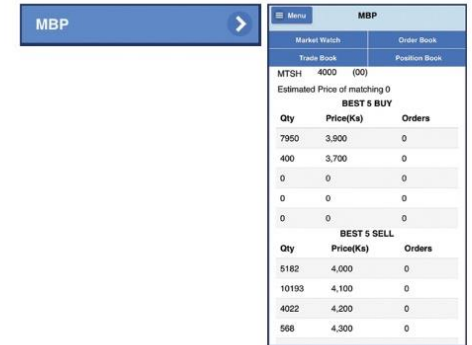 MBP
Menu MBP
Market Watch Order Book
Trade Book Position Book
MTSH 4000 (00)
Estimated Price of matching 0
BEST 5 BUY
Qty Price(Ks) Orders
7950 3,900 0
400 3,700 0
0 0 0
0 0 0
0 0 0
BEST 5 SELL
Qty Price(Ks) Orders
5182 4,000 0
10193 4,100 0
4022 4,200 0
568 4,300 0